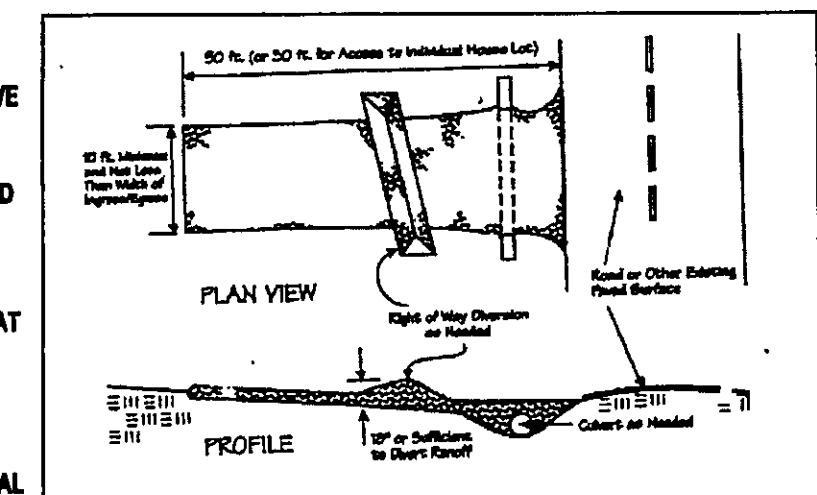 50 ft. (or 30 ft. for Access to Individual House Lot)
VE
10 ft. Minimum
and Not Less
Than Width of
Ingress/Egress
D
PLAN VIEW
Road or Other Existing
Paved Surface
Right of Way Diversion
as Needed
AT
PROFILE
18" or Sufficient
to Divert Runoff
Culvert as Needed
AL